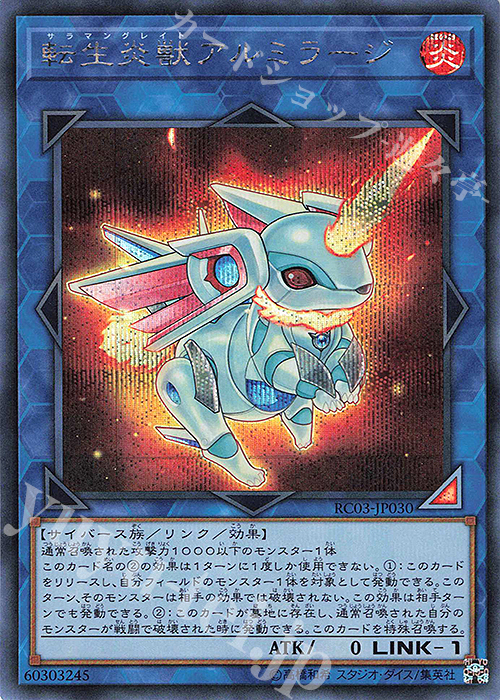 サラマングレイト
転生炎獣アルミラージ
炎
RC03-JP030
【サイバース族/リンク/効果】
通常召喚された攻撃力1000以下のモンスター1体
このカード名の②の効果は1ターンに1度しか使用できない。①:このカード
をリリースし、自分フィールドのモンスター1体を対象として発動できる。このタ
ーン、そのモンスターは相手の効果では破壊されない。この効果は相手ター
ンでも発動できる。②:このカードが墓地に存在し、通常召喚された自分の
モンスターが戦闘で破壊された時に発動できる。このカードを特殊召喚する。
ATK/ 0 LINK-1
60303245
©高橋和希 スタジオ・ダイス/集英社